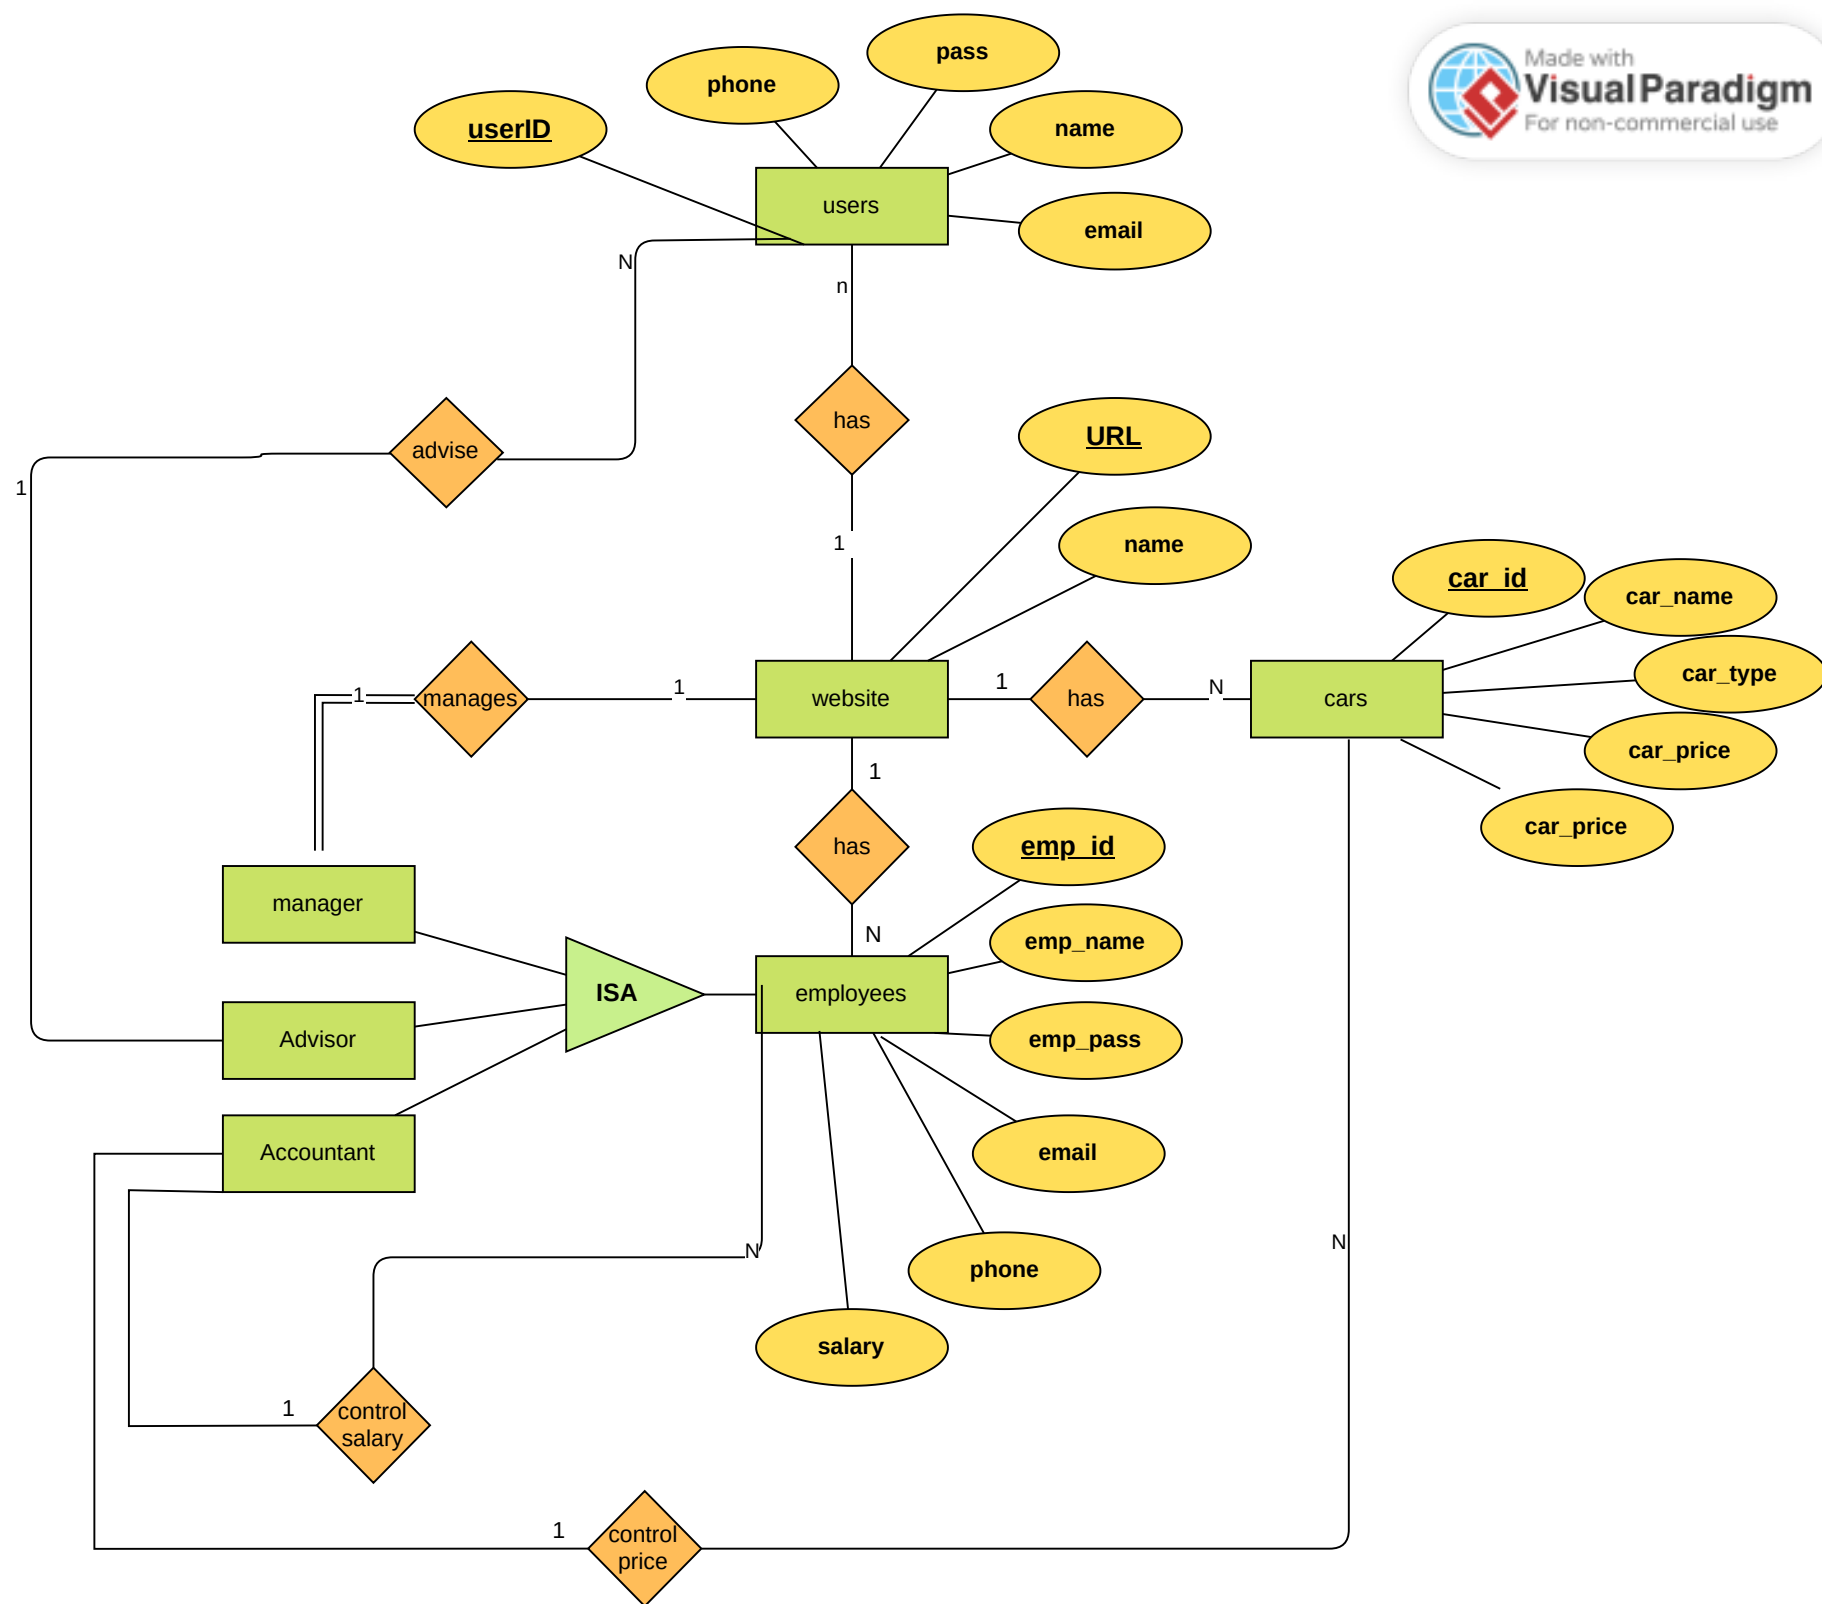 Made with
Visual Paradigm
For non-commercial use
pass
phone
userID
name
users
email
N
n
has
advise
URL
1
1
name
car_id
car_name
car_type
manages
1
1
website
1
has
N
cars
car_price
1
car_price
has
emp_id
manager
N
emp_name
ISA
employees
Advisor
emp_pass
Accountant
email
N
N
phone
salary
1
control
salary
1
control
price